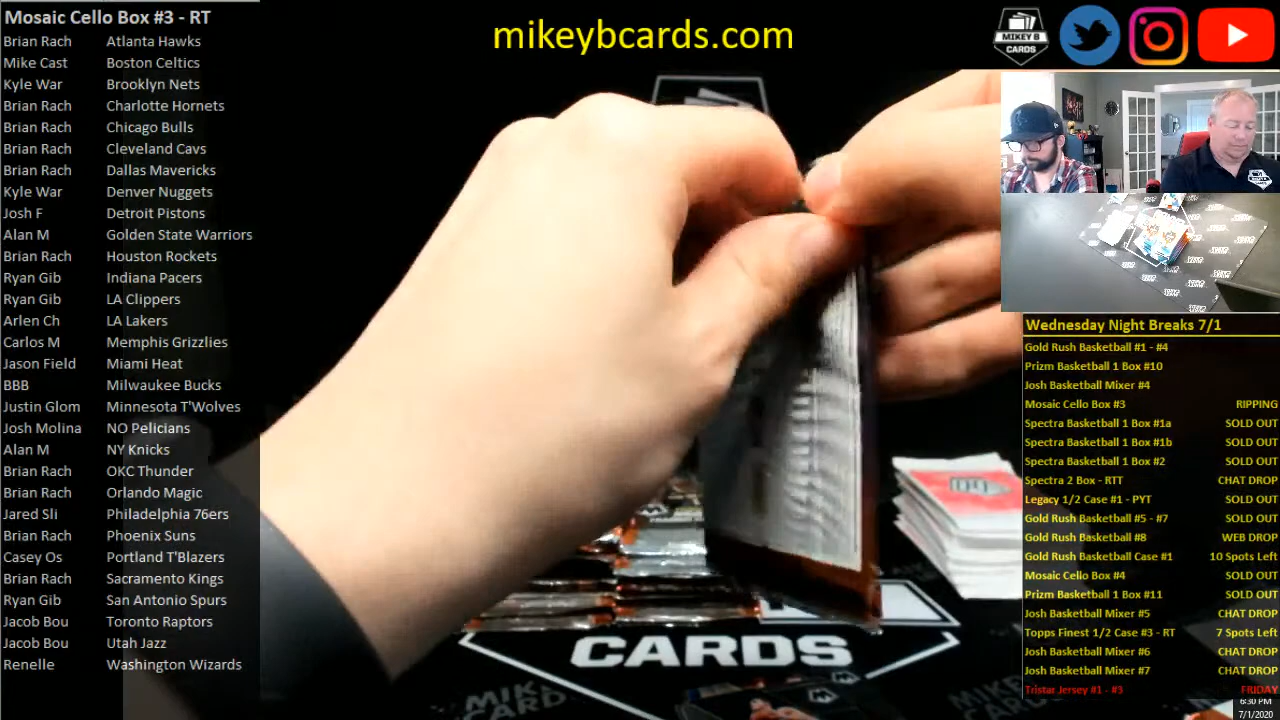 Mosaic Cello Box #3 - RT
Brian Rach Atlanta Hawks
Mike Cast Boston Celtics
Kyle War Brooklyn Nets
Brian Rach Charlotte Hornets
Brian Rach Chicago Bulls
Brian Rach Cleveland Cavs
Brian Rach Dallas Mavericks
Kyle War Denver Nuggets
Josh F Detroit Pistons
Alan M Golden State Warriors
Brian Rach Houston Rockets
Ryan Gib Indiana Pacers
Ryan Gib LA Clippers
Arlen Ch LA Lakers
Carlos M Memphis Grizzlies
Jason Field Miami Heat
BBB Milwaukee Bucks
Justin Glom Minnesota T'Wolves
Josh Molina NO Pelicians
Alan M NY Knicks
Brian Rach OKC Thunder
Brian Rach Orlando Magic
Jared Sli Philadelphia 76ers
Brian Rach Phoenix Suns
Casey Os Portland T'Blazers
Brian Rach Sacramento Kings
Ryan Gib San Antonio Spurs
Jacob Bou Toronto Raptors
Jacob Bou Utah Jazz
Renelle Washington Wizards
mikeybcards.com
MIKEY B
CARDS
CARDS
Wednesday Night Breaks 7/1
Gold Rush Basketball #1 - #4
Prizm Basketball 1 Box #10
Josh Basketball Mixer #4
Mosaic Cello Box #3 RIPPING
Spectra Basketball 1 Box #1a SOLD OUT
Spectra Basketball 1 Box #1b SOLD OUT
Spectra Basketball 1 Box #2 SOLD OUT
Spectra 2 Box - RTT CHAT DROP
Legacy 1/2 Case #1 - PYT SOLD OUT
Gold Rush Basketball #5 - #7 SOLD OUT
Gold Rush Basketball #8 WEB DROP
Gold Rush Basketball Case #1 10 Spots Left
Mosaic Cello Box #4 SOLD OUT
Prizm Basketball 1 Box #11 SOLD OUT
Josh Basketball Mixer #5 CHAT DROP
Topps Finest 1/2 Case #3 - RT 7 Spots Left
Josh Basketball Mixer #6 CHAT DROP
Josh Basketball Mixer #7 CHAT DROP
Tristar Jersey #1 - #3 FRIDAY
6:30 PM
7/1/2020